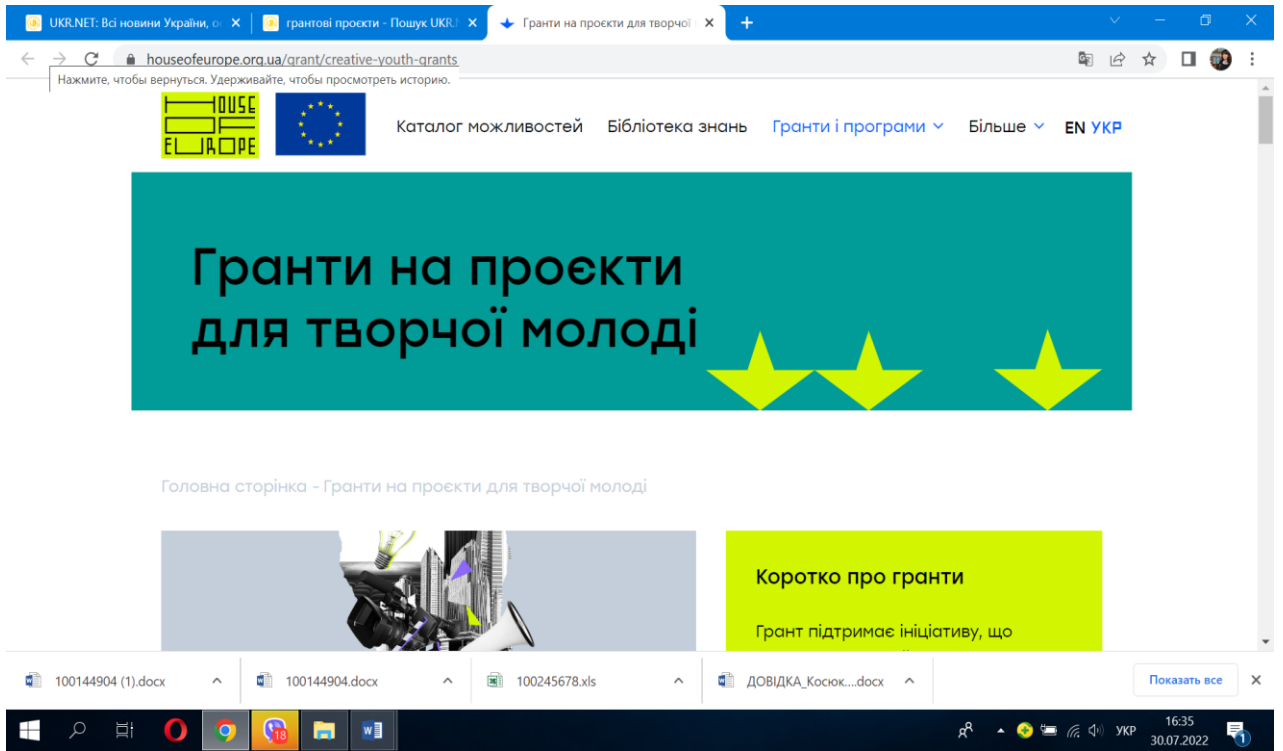 UKR.NET: Всі новини України, о
грантові проєкти - Пошук UKR.
Гранти на проєкти для творчої
houseofeurope.org.ua/grant/creative-youth-grants
Нажмите, чтобы вернуться. Удерживайте, чтобы просмотреть историю.
HOUSE
OF
EUROPE
Каталог можливостей Бібліотека знань Гранти і програми Більше EN УКР
Гранти на проєкти
для творчої молоді
Головна сторінка - Гранти на проєкти для творчої молоді
Коротко про гранти
Грант підтримає ініціативу, що
100144904 (1).docx 100144904.docx 100245678.xls ДОВІДКА_Косюк....docx Показать все
18
УКР
16:35
30.07.2022
1